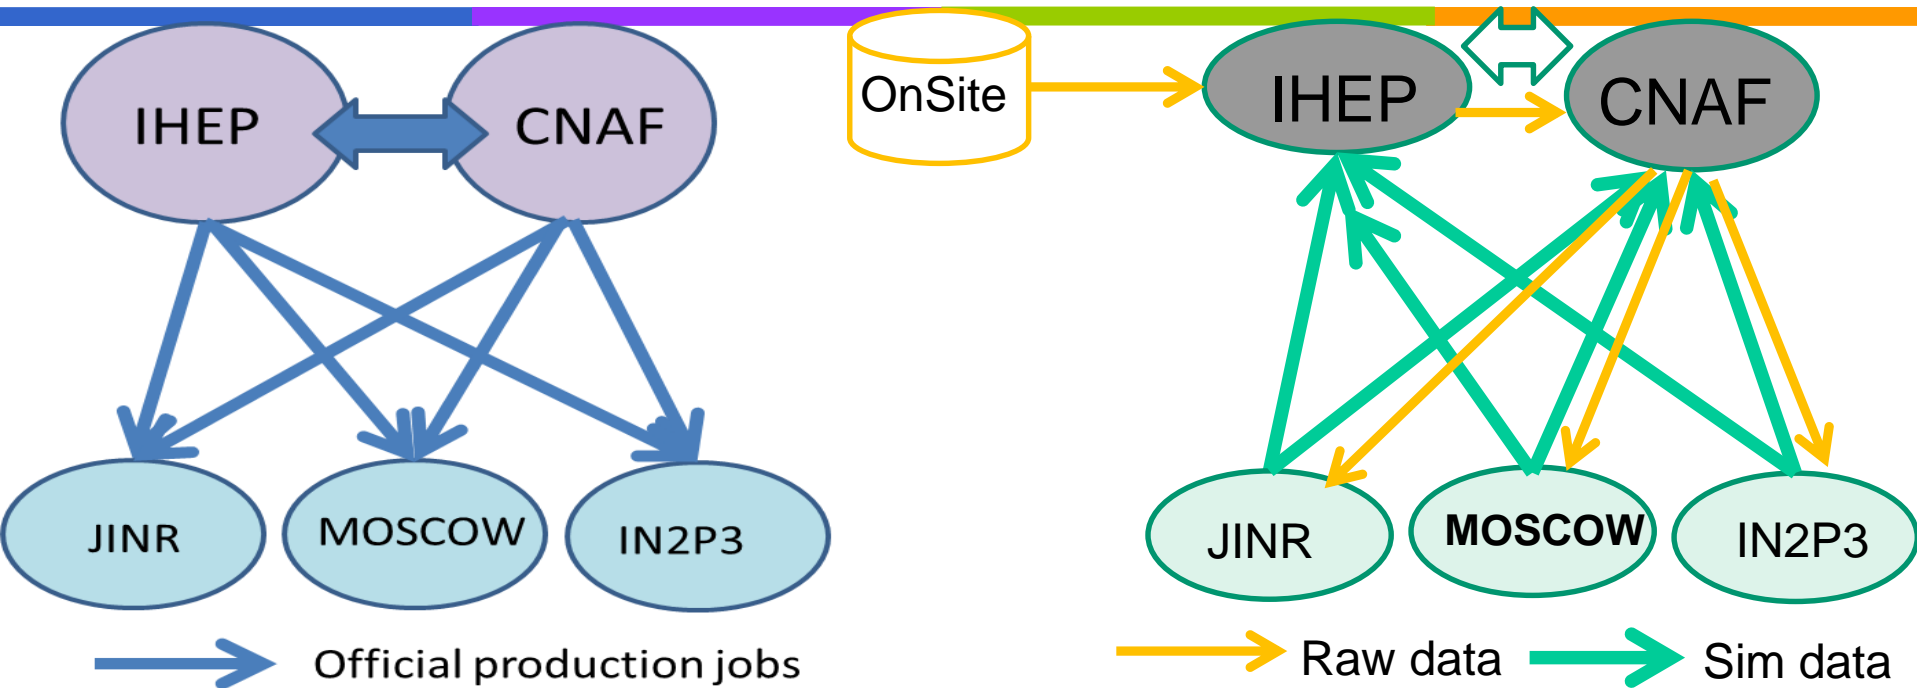 IHEP
CNAF
JINR
MOSCOW
IN2P3
Official production jobs
OnSite
IHEP
CNAF
JINR
MOSCOW
IN2P3
Raw data
Sim data